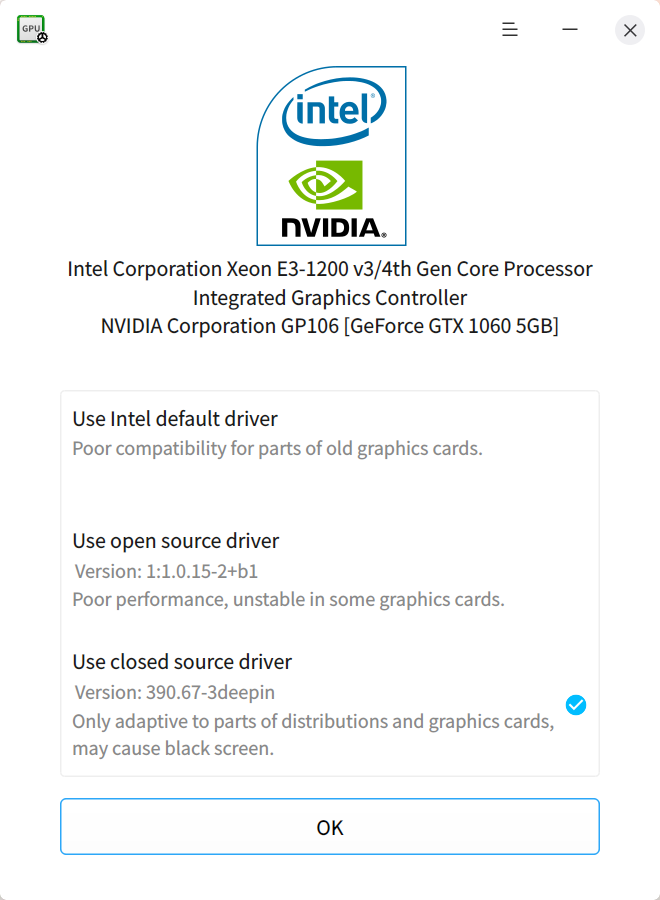 GPU
intel®
NVIDIA®
Intel Corporation Xeon E3-1200 v3/4th Gen Core Processor
Integrated Graphics Controller
NVIDIA Corporation GP106 [GeForce GTX 1060 5GB]
Use Intel default driver
Poor compatibility for parts of old graphics cards.
Use open source driver
Version: 1:1.0.15-2+b1
Poor performance, unstable in some graphics cards.
Use closed source driver
Version: 390.67-3deepin
Only adaptive to parts of distributions and graphics cards,
may cause black screen.
OK